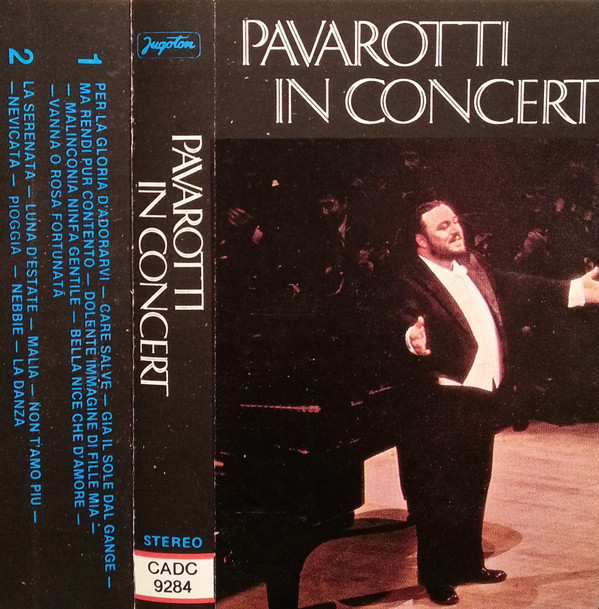 1
PER LA GLORIA D'ADORARVI — CARE SALVE — GIA IL SOLE DAL GANGE —
MA RENDI PUR CONTENTO — DOLENTE IMMAGINE DI FILLE MIA —
— MALINCONIA NINFA GENTILE — BELLA NICE CHE D'AMORE —
— VANNA O ROSA FORTUNATA
2
LA SERENATA — LUNA D'ESTATE — MALIA — NON T'AMO PIU —
— NEVICATA — PIOGGIA — NEBBIE — LA DANZA
Jugoton
PAVAROTTI
IN CONCERT
STEREO
CADC
9284
PAVAROTTI
IN CONCERT